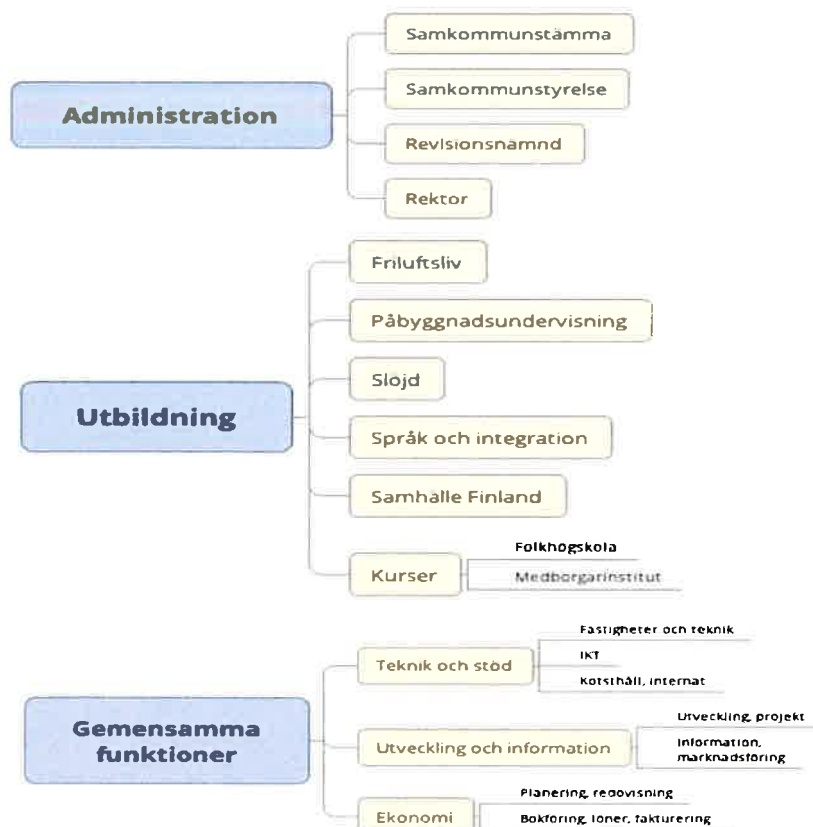 Administration
Samkommunstämma
Samkommunstyrelse
Revisionsnämnd
Rektor
Utbildning
Friluftsliv
Påbyggnadsundervisning
Slöjd
Språk och integration
Samhälle Finland
Kurser
Folkhögskola
Medborgarinstitut
Gemensamma
funktioner
Teknik och stöd
Fastigheter och teknik
IKT
Kotsthåll, internat
Utveckling och information
Utveckling, projekt
Information,
marknadsföring
Ekonomi
Planering, redovisning
Bokföring, löner, fakturering